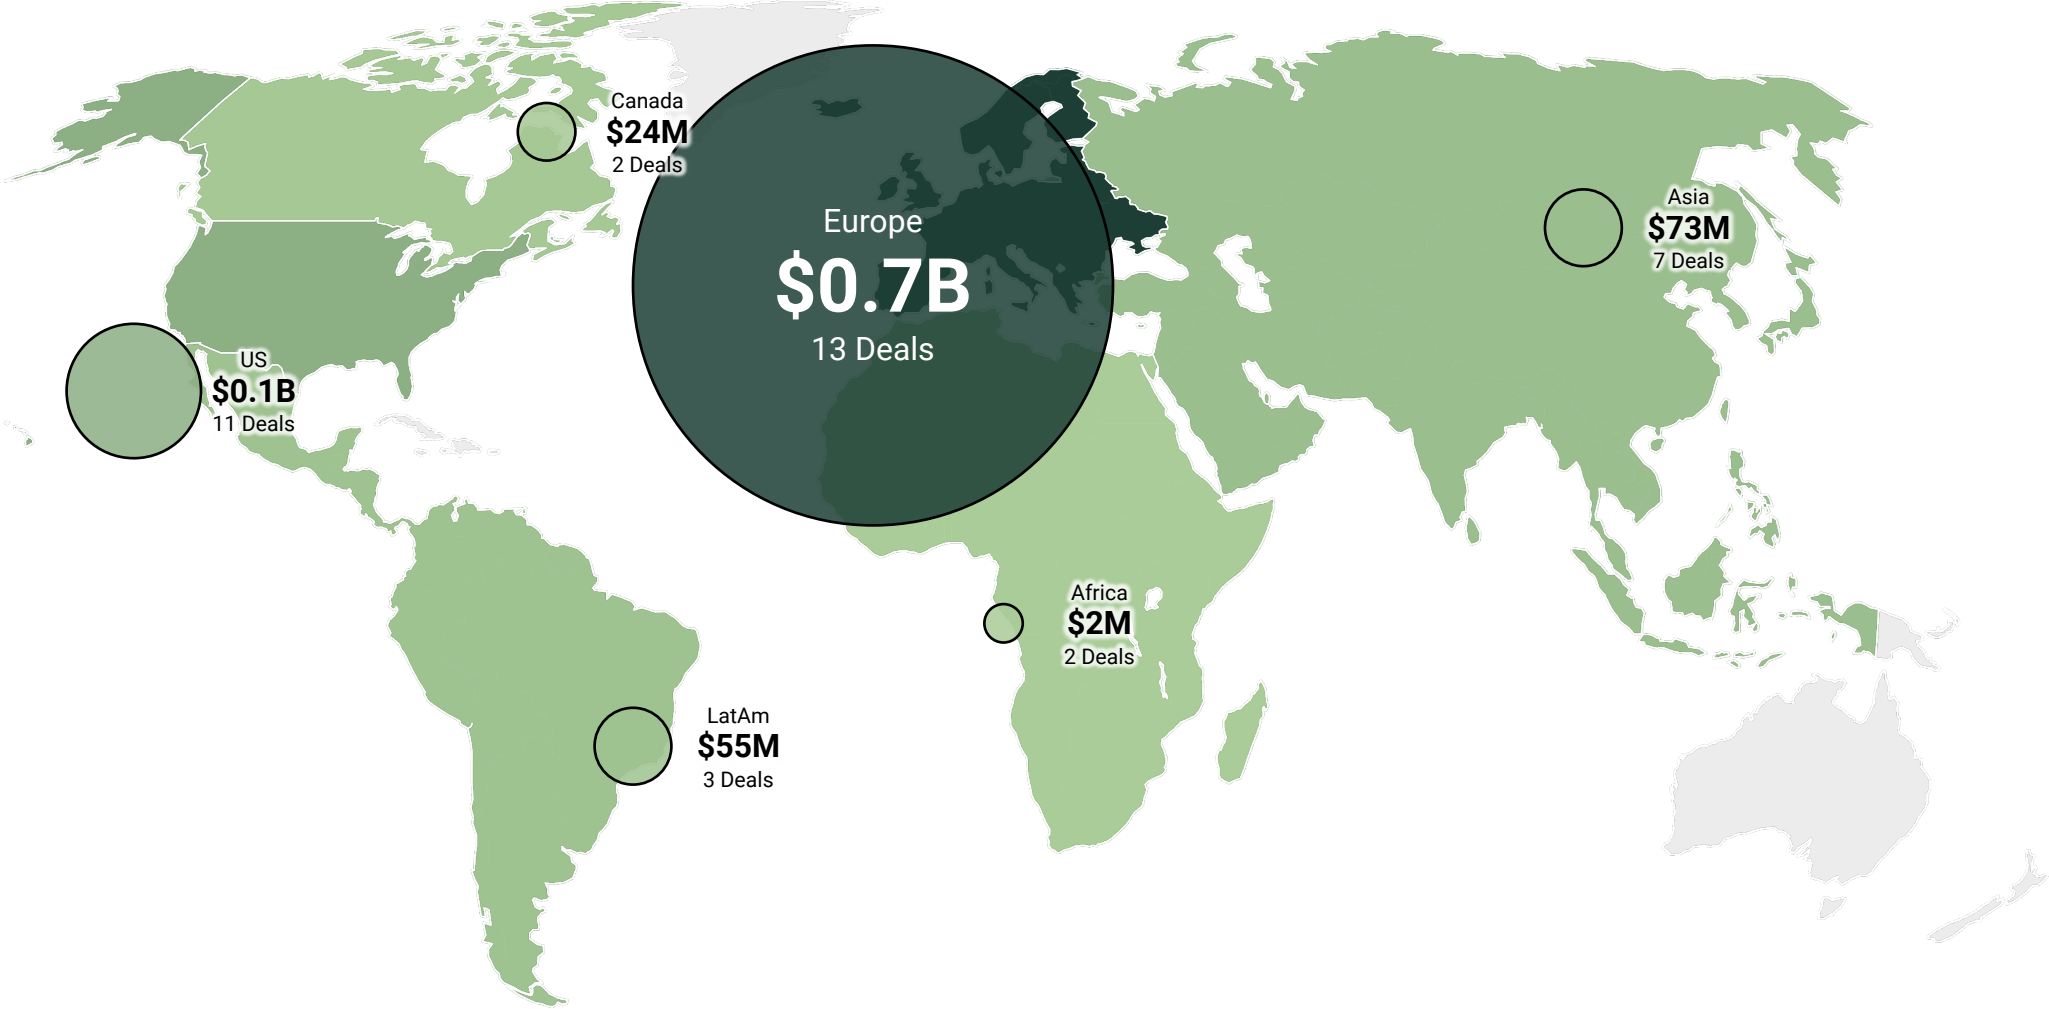 Canada
$24M
2 Deals
Europe
$0.7B
13 Deals
Asia
$73M
7 Deals
US
$0.1B
11 Deals
Africa
$2M
2 Deals
LatAm
$55M
3 Deals